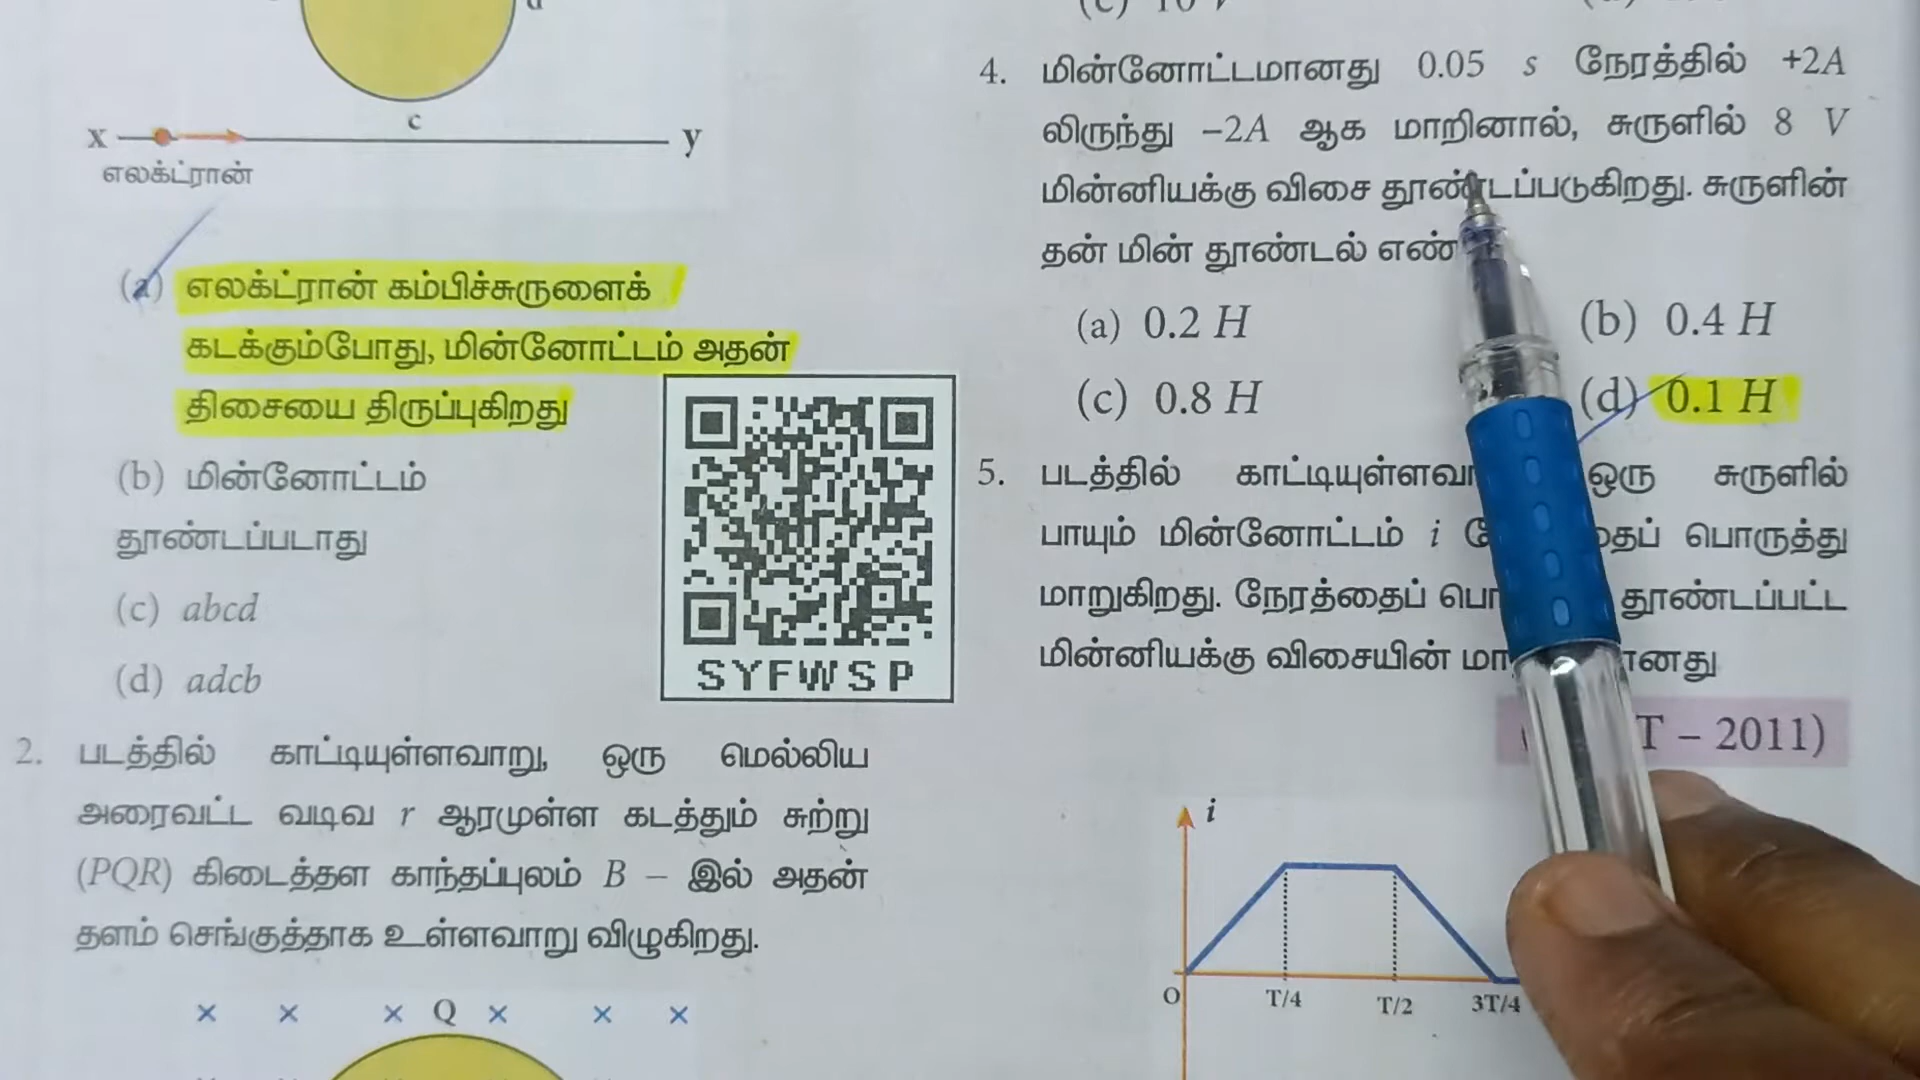 c
x
y
எலக்ட்ரான்
(a) எலக்ட்ரான் கம்பிச்சுருளைக்
கடக்கும்போது, மின்னோட்டம் அதன்
திசையை திருப்புகிறது
(b) மின்னோட்டம்
தூண்டப்படாது
(c) abcd
(d) adcb
SYFWSP
2. படத்தில் காட்டியுள்ளவாறு, ஒரு மெல்லிய
அரைவட்ட வடிவ r ஆரமுள்ள கடத்தும் சுற்று
(PQR) கிடைத்தள காந்தப்புலம் B – இல் அதன்
தளம் செங்குத்தாக உள்ளவாறு விழுகிறது.
Q
4. மின்னோட்டமானது 0.05 s நேரத்தில் +2A
லிருந்து –2A ஆக மாறினால், சுருளில் 8 V
மின்னியக்கு விசை தூண்டப்படுகிறது. சுருளின்
தன் மின் தூண்டல் எண்
(a) 0.2 H
(b) 0.4 H
(c) 0.8 H
(d) 0.1 H
5. படத்தில் ஒரு சுருளில்
பாயும் மின்னோட்டம் i பொருத்து
மாறுகிறது. நேரத்தைப் தூண்டப்பட்ட
மின்னியக்கு விசையின்
– 2011)
i
O
T/4
T/2
3T/4